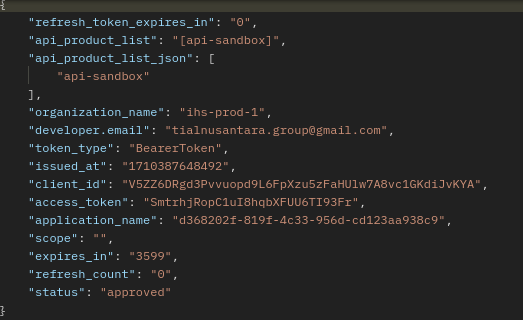 {
"refresh_token_expires_in": "0",
"api_product_list": "[api-sandbox]",
"api_product_list_json": [
"api-sandbox"
],
"organization_name": "ihs-prod-1",
"developer.email": "tialnusantara.group@gmail.com",
"token_type": "BearerToken",
"issued_at": "1710387648492",
"client_id": "V5ZZ6DRgd3Pvvuopd9L6FpXzu5zFaHUlw7A8vc1GKdiJvKYA",
"access_token": "SmtrhjRopC1uI8hqbXFUU6TI93Fr",
"application_name": "d368202f-819f-4c33-956d-cd123aa938c9",
"scope": "",
"expires_in": "3599",
"refresh_count": "0",
"status": "approved"
}